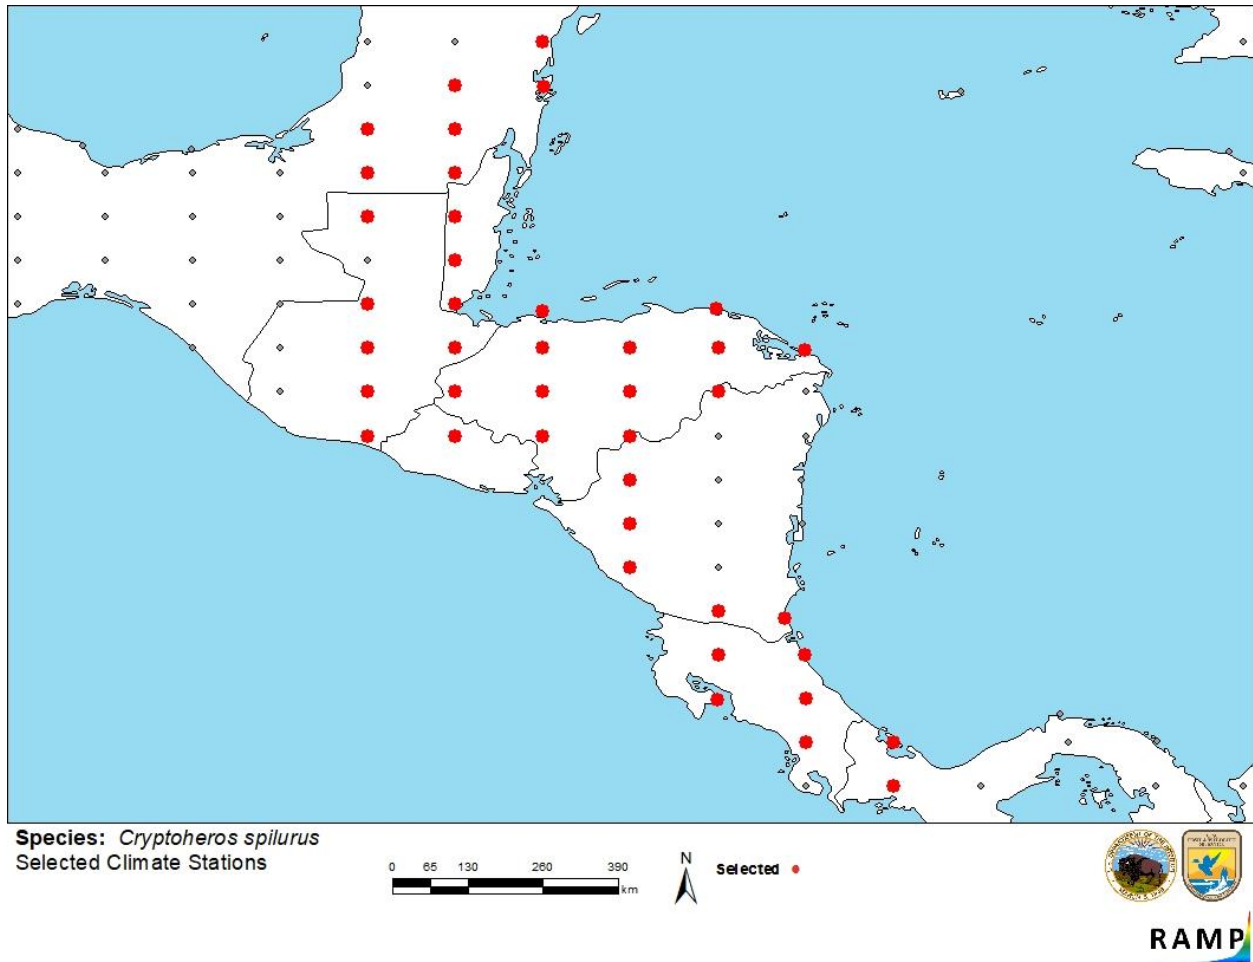 Species: Cryptoheros spilurus
Selected Climate Stations
0 65 130 260 390
km
N
Selected
RAMP